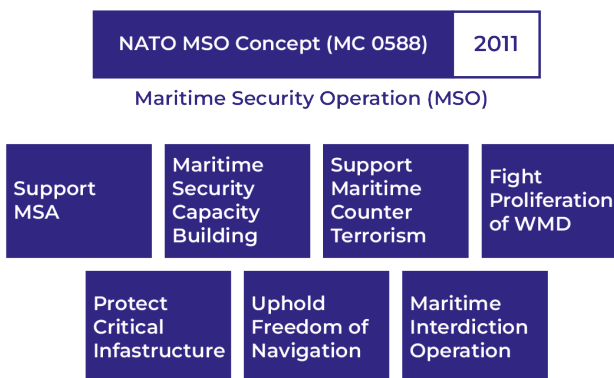 NATO MSO Concept (MC 0588) 2011
Maritime Security Operation (MSO)
Support
MSA
Maritime
Security
Capacity
Building
Support
Maritime
Counter
Terrorism
Fight
Proliferation
of WMD
Protect
Critical
Infastructure
Uphold
Freedom of
Navigation
Maritime
Interdiction
Operation